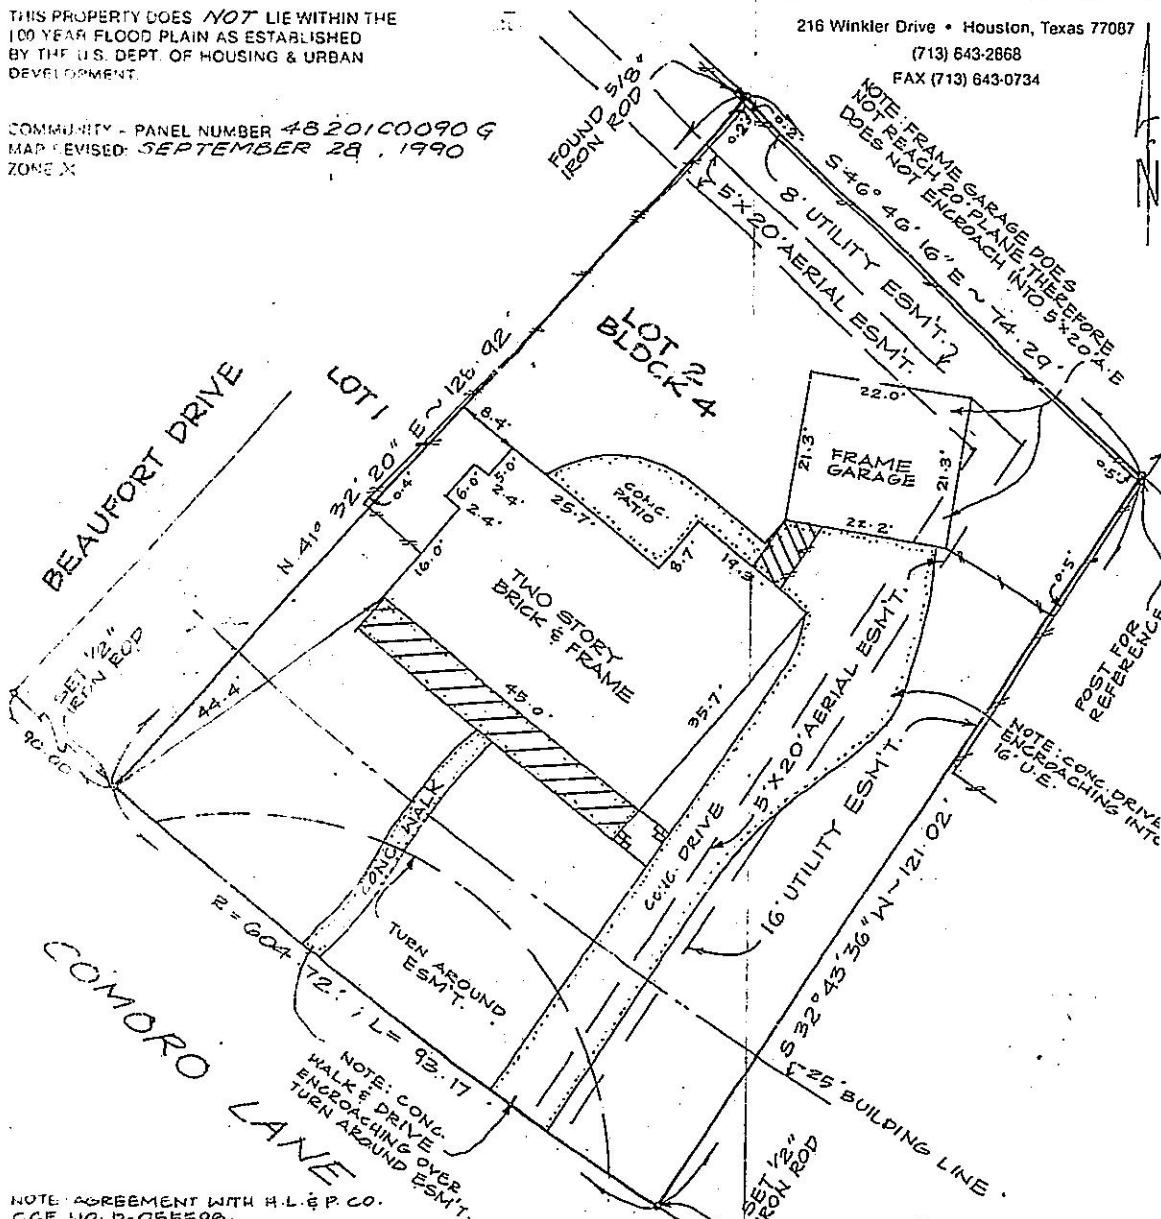 THIS PROPERTY DOES NOT LIE WITHIN THE
100 YEAR FLOOD PLAIN AS ESTABLISHED
BY THE U.S. DEPT. OF HOUSING & URBAN
DEVELOPMENT.
COMMUNITY - PANEL NUMBER 48201C0090 G
MAP REVISED: SEPTEMBER 28, 1990
ZONE X
216 Winkler Drive • Houston, Texas 77087
(713) 643-2868
FAX (713) 643-0734
N
FOUND 5/8"
IRON ROD
NOTE: FRAME GARAGE DOES
NOT REACH 20' PLANE, THEREFORE
DOES NOT ENCROACH INTO 5'X20' A.E
0.2'
0.2'
S 46° 46' 16" E ~ 74.29'
8' UTILITY ESM'T.
5'X20' AERIAL ESM'T.
LOT 2
BLOCK 4
LOT 1
BEAUFORT DRIVE
N 41° 32' 20" E ~ 128.92'
0.4'
8.4'
5.0'
2.4'
6.0'
2.4'
16.0'
25.7'
CONC.
PATIO
8.7'
19.3'
22.0'
21.3'
FRAME
GARAGE
21.3'
22.2'
0.5'
0.5'
TWO STORY
BRICK & FRAME
45.0'
35.7'
44.4'
SET 1/2"
IRON ROD
90.00
POST FOR
REFERENCE
NOTE: CONC. DRIVE
ENCROACHING INTO
16' U.E.
5'X20' AERIAL ESM'T.
CONC. DRIVE
16' UTILITY ESM'T.
S 32° 43' 36" W ~ 121.02'
CONC. WALK
TURN AROUND
ESM'T.
R = 604.72'; L = 93.17
COMORO LANE
NOTE: CONC.
WALK & DRIVE
ENCROACHING OVER
TURN AROUND ESM'T.
25' BUILDING LINE
SET 1/2"
IRON ROD
NOTE: AGREEMENT WITH H.L. & P. CO.